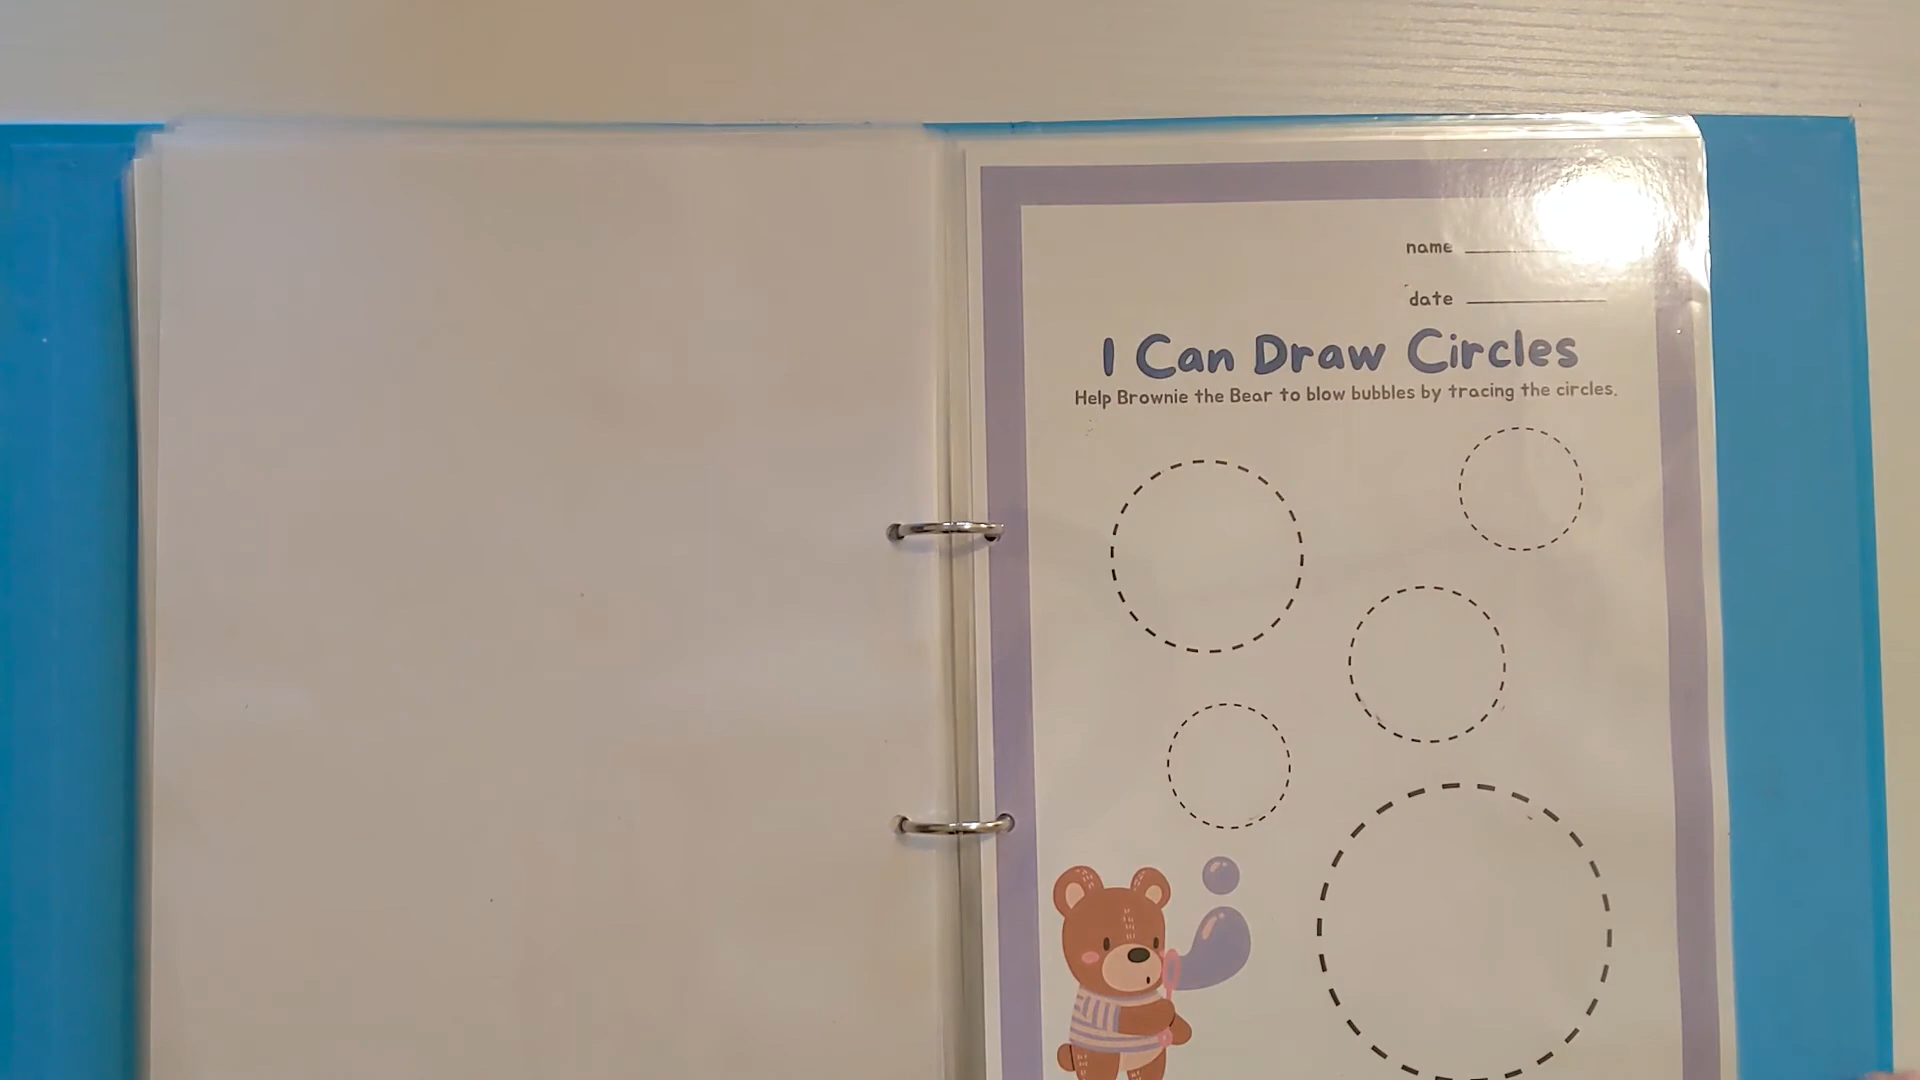 name
date
I Can Draw Circles
Help Brownie the Bear to blow bubbles by tracing the circles.